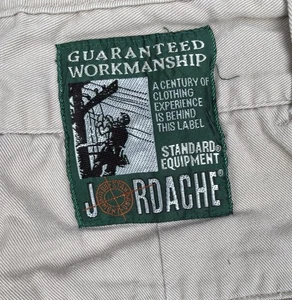 GUARANTEED
WORKMANSHIP
A CENTURY OF
CLOTHING
EXPERIENCE
IS BEHIND
THIS LABEL
STANDARD®
EQUIPMENT
JORDACHE®